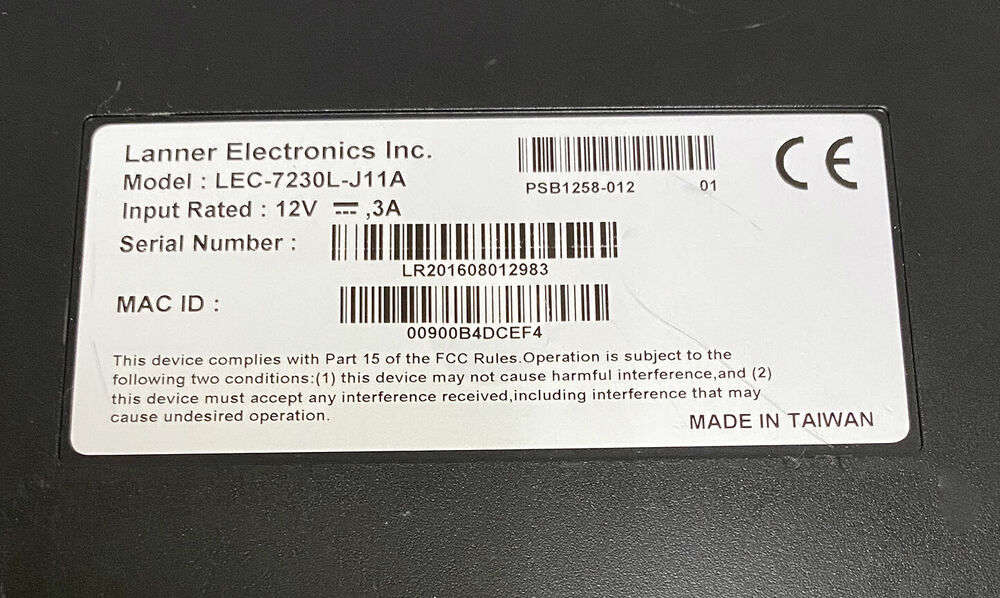 Lanner Electronics Inc.
Model : LEC-7230L-J11A
Input Rated : 12V ⎓ ,3A
Serial Number :
LR201608012983
MAC ID :
00900B4DCEF4
PSB1258-012 01
CE
This device complies with Part 15 of the FCC Rules.Operation is subject to the
following two conditions:(1) this device may not cause harmful interference,and (2)
this device must accept any interference received,including interference that may
cause undesired operation.
MADE IN TAIWAN